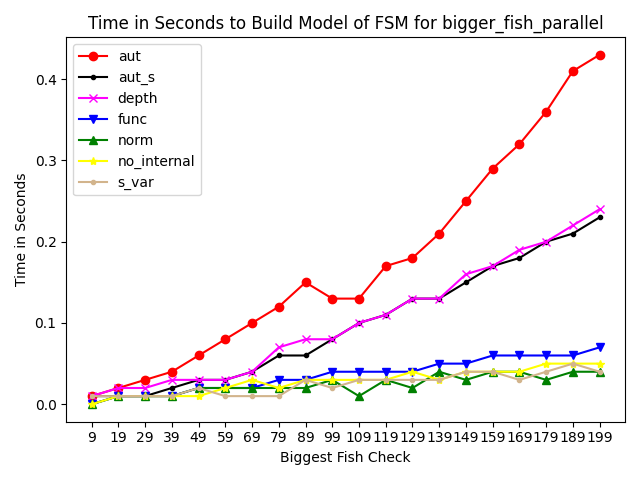 Time in Seconds to Build Model of FSM for bigger_fish_parallel
aut
aut_s
depth
func
norm
no_internal
s_var
Time in Seconds
0.4
0.3
0.2
0.1
0.0
9 19 29 39 49 59 69 79 89 99 109 119 129 139 149 159 169 179 189 199
Biggest Fish Check